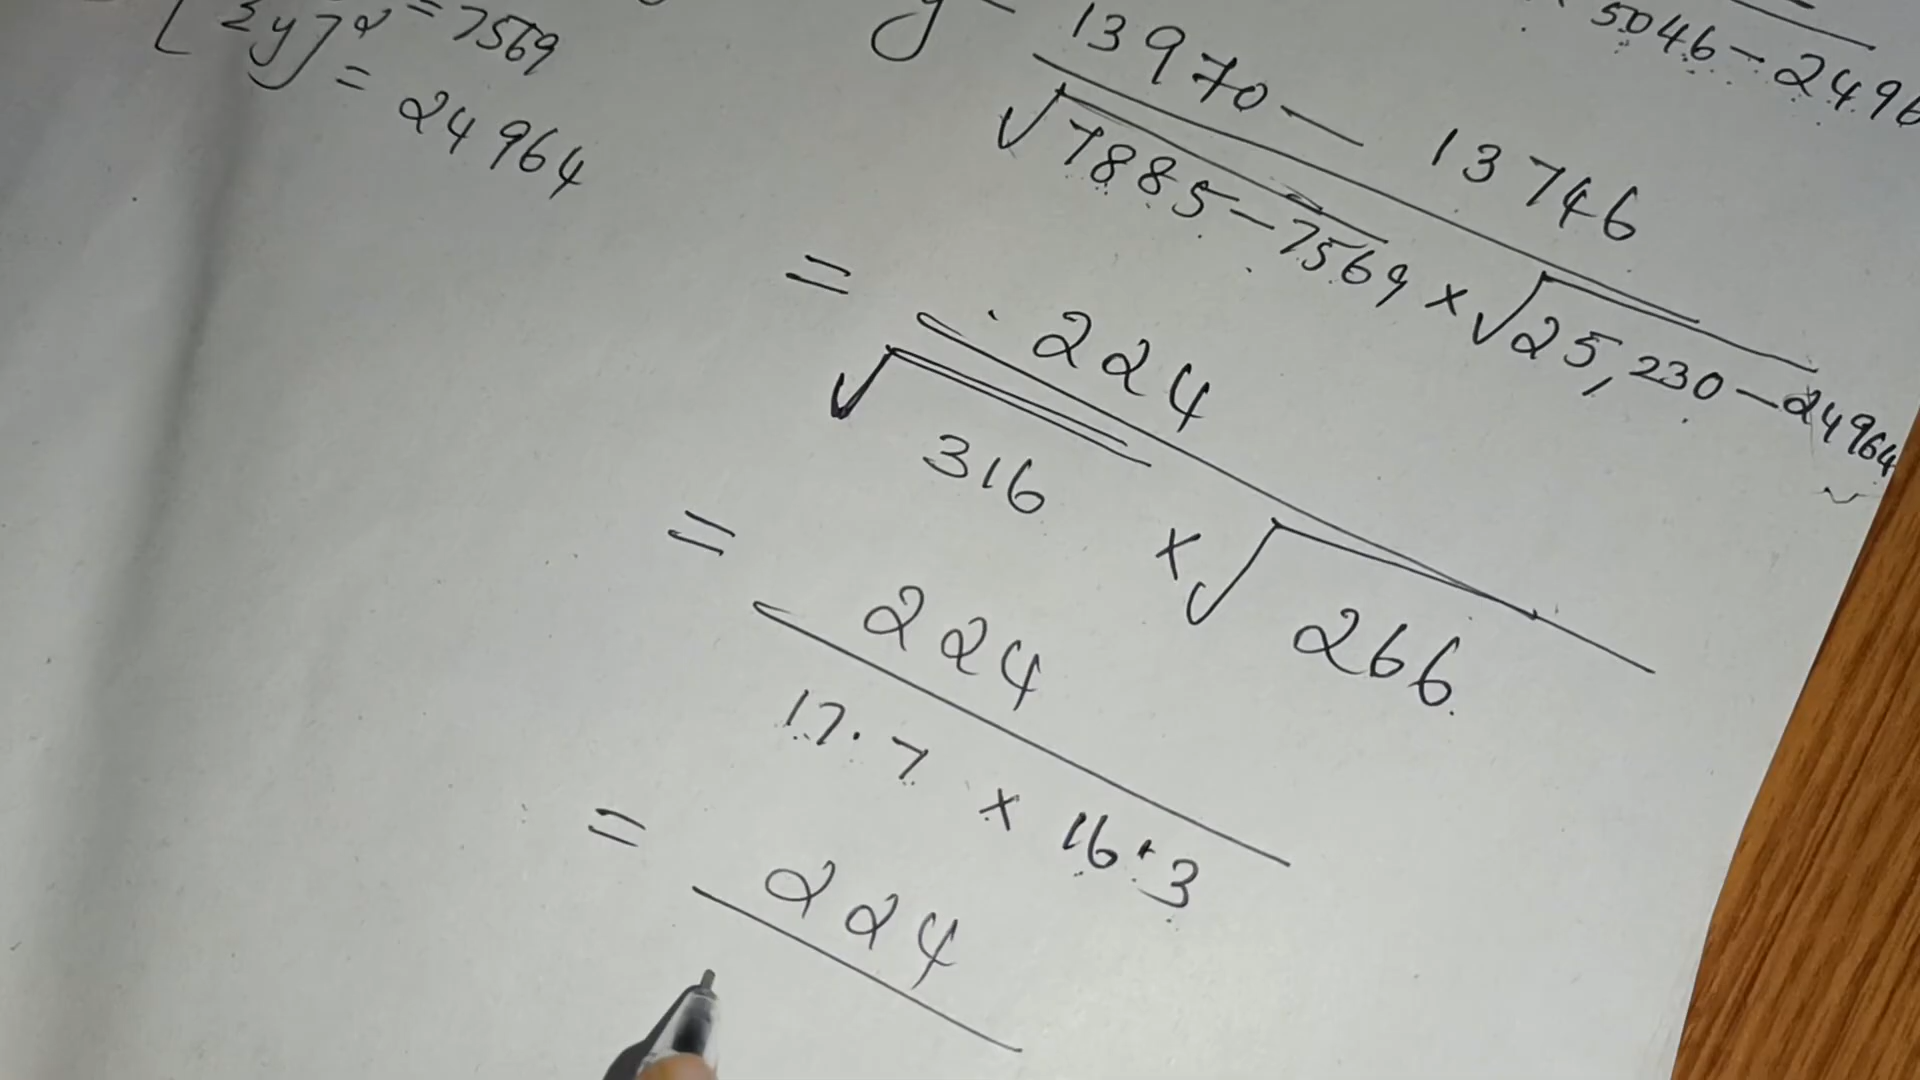 = 7569
[Σy]² = 24964
5046 - 2496
13970 - 13746
√7885-7569 × √25,230-24964
= 224
√316 × √266
= 224
17.7 × 16.3
= 224